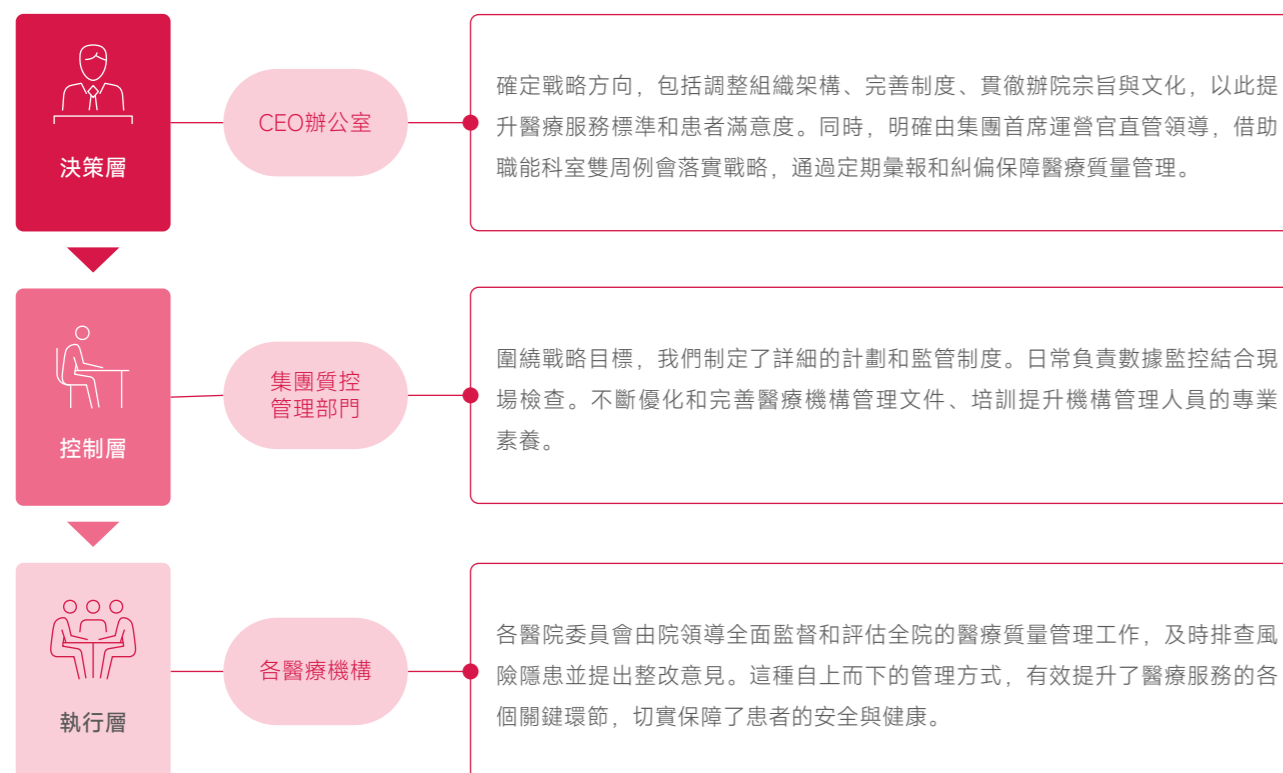 決策層
CEO辦公室
確定戰略方向，包括調整組織架構、完善制度、貫徹辦院宗旨與文化，以此提
升醫療服務標準和患者滿意度。同時，明確由集團首席運營官直管領導，借助
職能科室雙周例會落實戰略，通過定期彙報和糾偏保障醫療質量管理。
控制層
集團質控
管理部門
圍繞戰略目標，我們制定了詳細的計劃和監管制度。日常負責數據監控結合現
場檢查。不斷優化和完善醫療機構管理文件、培訓提升機構管理人員的專業
素養。
執行層
各醫療機構
各醫院委員會由院領導全面監督和評估全院的醫療質量管理工作，及時排查風
險隱患並提出整改意見。這種自上而下的管理方式，有效提升了醫療服務的各
個關鍵環節，切實保障了患者的安全與健康。